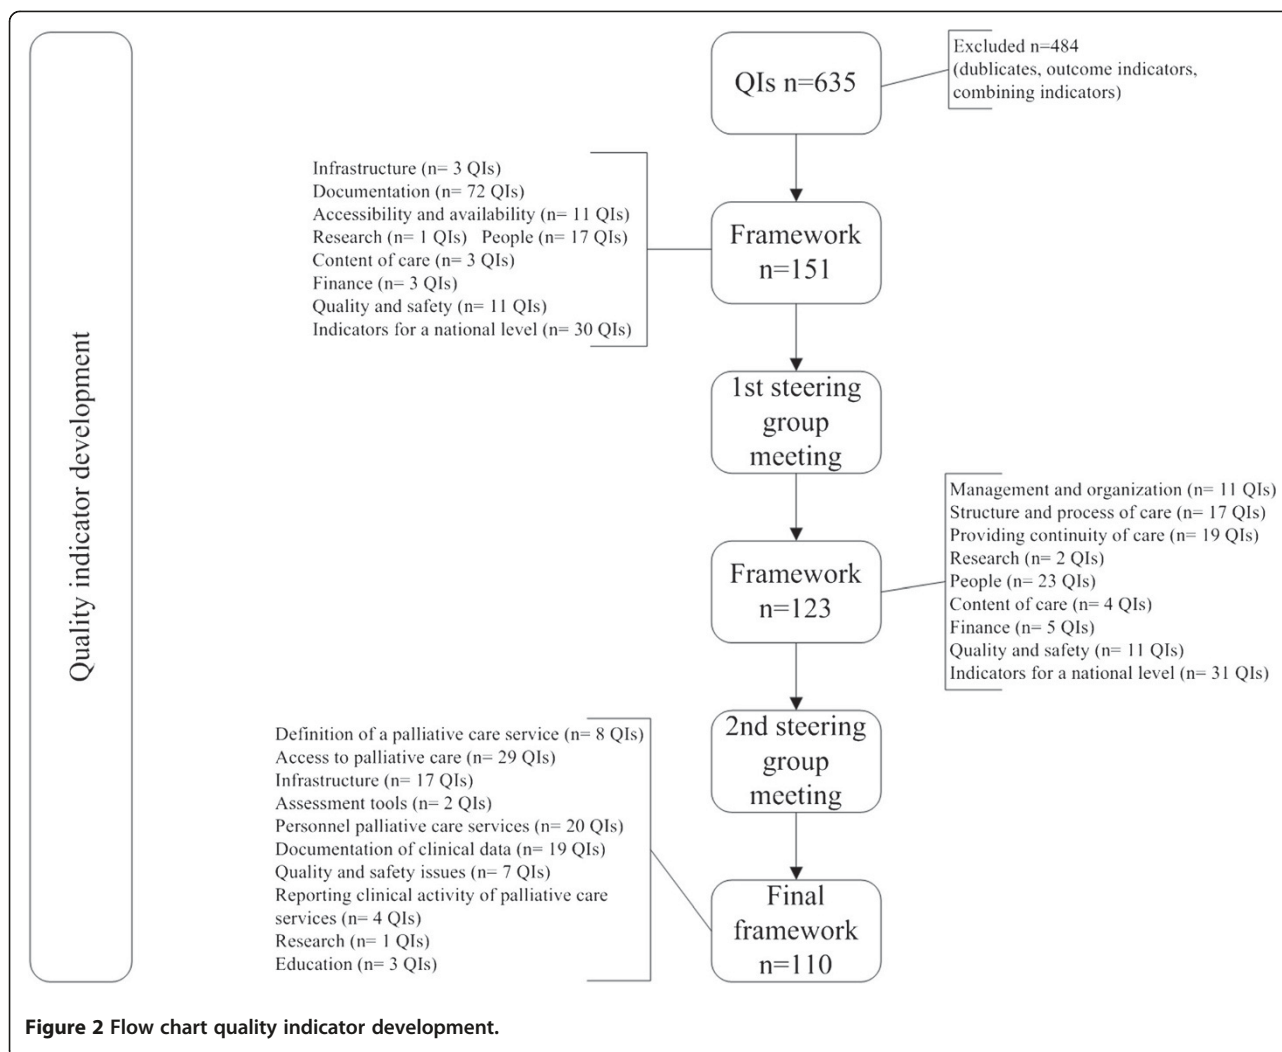 Quality indicator development
QIs n=635
Excluded n=484
(dublicates, outcome indicators,
combining indicators)
Infrastructure (n= 3 QIs)
Documentation (n= 72 QIs)
Accessibility and availability (n= 11 QIs)
Research (n= 1 QIs) People (n= 17 QIs)
Content of care (n= 3 QIs)
Finance (n= 3 QIs)
Quality and safety (n= 11 QIs)
Indicators for a national level (n= 30 QIs)
Framework
n=151
1st steering
group
meeting
Framework
n=123
Management and organization (n= 11 QIs)
Structure and process of care (n= 17 QIs)
Providing continuity of care (n= 19 QIs)
Research (n= 2 QIs)
People (n= 23 QIs)
Content of care (n= 4 QIs)
Finance (n= 5 QIs)
Quality and safety (n= 11 QIs)
Indicators for a national level (n= 31 QIs)
2nd steering
group
meeting
Definition of a palliative care service (n= 8 QIs)
Access to palliative care (n= 29 QIs)
Infrastructure (n= 17 QIs)
Assessment tools (n= 2 QIs)
Personnel palliative care services (n= 20 QIs)
Documentation of clinical data (n= 19 QIs)
Quality and safety issues (n= 7 QIs)
Reporting clinical activity of palliative care
services (n= 4 QIs)
Research (n= 1 QIs)
Education (n= 3 QIs)
Final
framework
n=110
Figure 2 Flow chart quality indicator development.